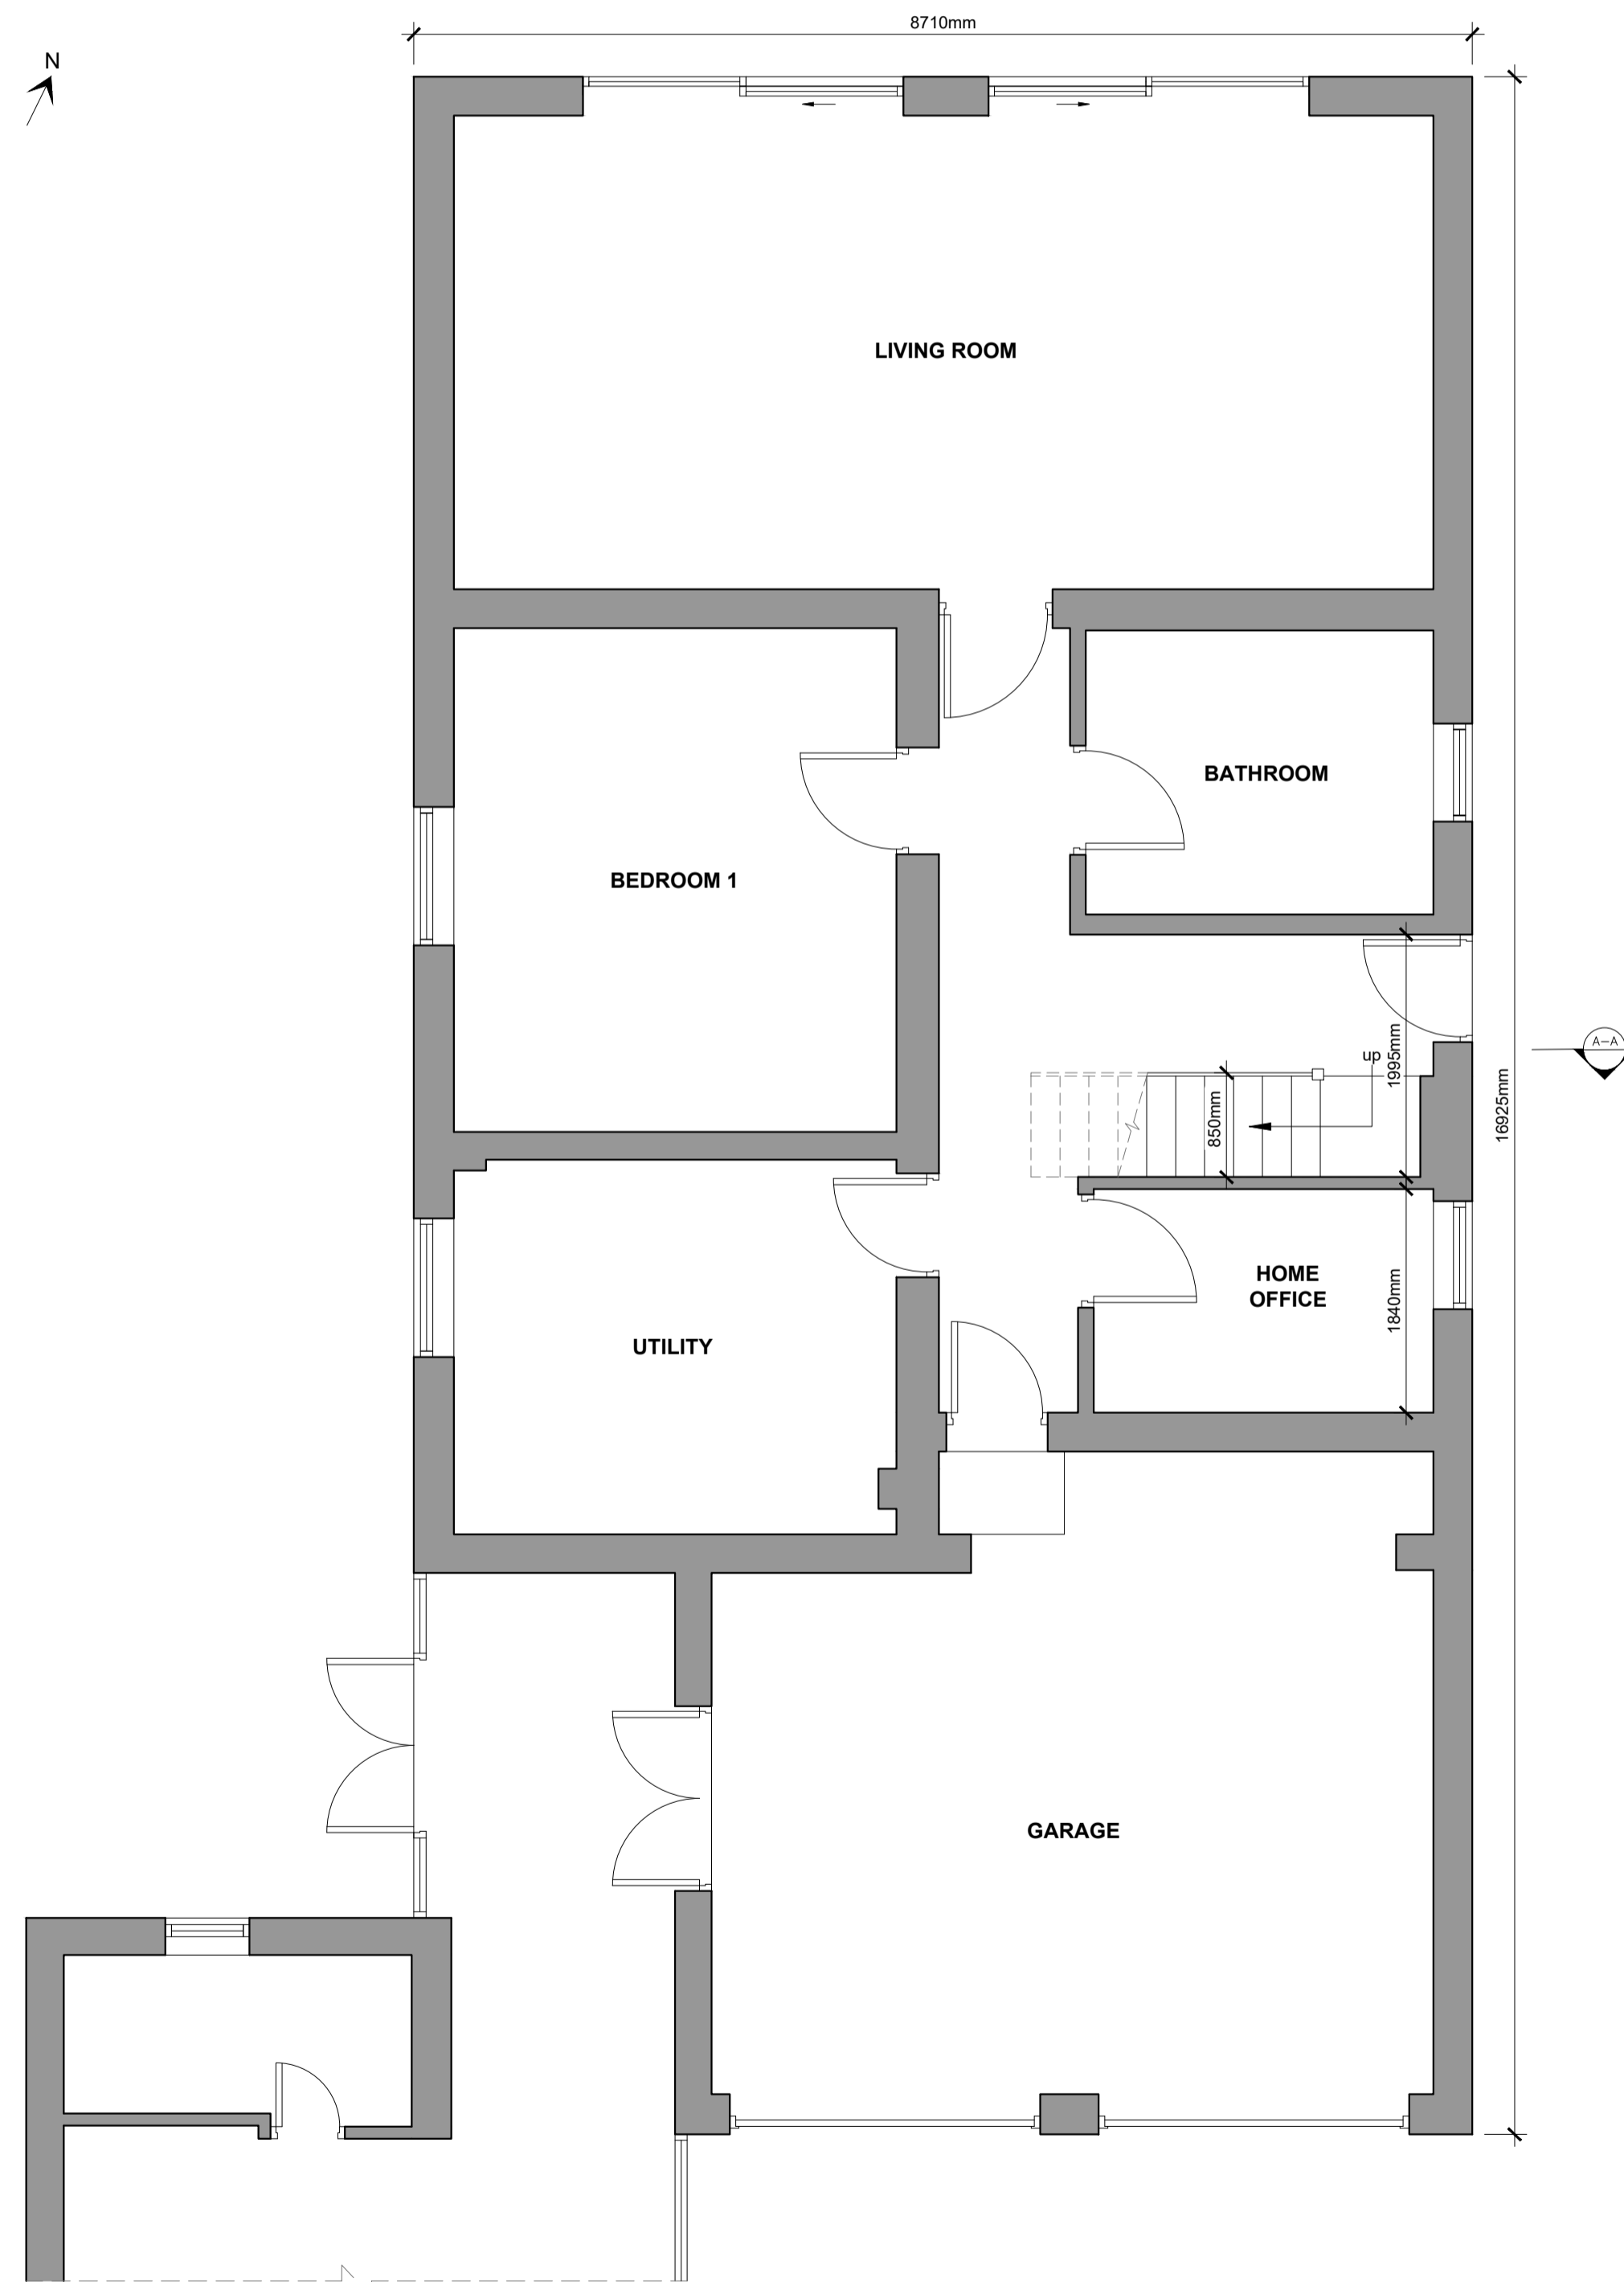 8710mm
N
LIVING ROOM
BATHROOM
BEDROOM 1
A–A
up
1995mm
850mm
16925mm
HOME
OFFICE
1840mm
UTILITY
GARAGE